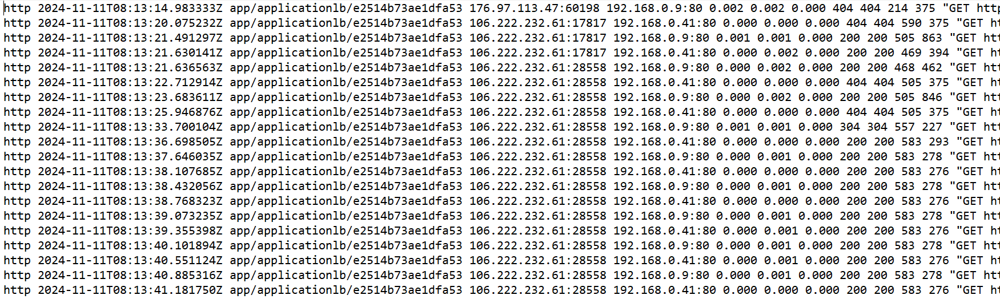 http 2024-11-11T08:13:14.983333Z app/applicationlb/e2514b73ae1dfa53 176.97.113.47:60198 192.168.0.9:80 0.002 0.002 0.000 404 404 214 375 "GET http
http 2024-11-11T08:13:20.075232Z app/applicationlb/e2514b73ae1dfa53 106.222.232.61:17817 192.168.0.41:80 0.000 0.000 0.000 404 404 590 375 "GET ht
http 2024-11-11T08:13:21.491297Z app/applicationlb/e2514b73ae1dfa53 106.222.232.61:17817 192.168.0.9:80 0.001 0.001 0.000 200 200 505 863 "GET htt
http 2024-11-11T08:13:21.630141Z app/applicationlb/e2514b73ae1dfa53 106.222.232.61:17817 192.168.0.41:80 0.000 0.002 0.000 200 200 469 394 "GET ht
http 2024-11-11T08:13:21.636563Z app/applicationlb/e2514b73ae1dfa53 106.222.232.61:28558 192.168.0.9:80 0.000 0.002 0.000 200 200 468 462 "GET htt
http 2024-11-11T08:13:22.712914Z app/applicationlb/e2514b73ae1dfa53 106.222.232.61:28558 192.168.0.41:80 0.000 0.000 0.000 404 404 505 375 "GET ht
http 2024-11-11T08:13:23.683611Z app/applicationlb/e2514b73ae1dfa53 106.222.232.61:28558 192.168.0.9:80 0.000 0.002 0.000 200 200 505 846 "GET htt
http 2024-11-11T08:13:25.946876Z app/applicationlb/e2514b73ae1dfa53 106.222.232.61:28558 192.168.0.41:80 0.000 0.000 0.000 404 404 505 375 "GET ht
http 2024-11-11T08:13:33.700104Z app/applicationlb/e2514b73ae1dfa53 106.222.232.61:28558 192.168.0.9:80 0.001 0.001 0.000 304 304 557 227 "GET htt
http 2024-11-11T08:13:36.698505Z app/applicationlb/e2514b73ae1dfa53 106.222.232.61:28558 192.168.0.41:80 0.000 0.000 0.000 200 200 583 293 "GET ht
http 2024-11-11T08:13:37.646035Z app/applicationlb/e2514b73ae1dfa53 106.222.232.61:28558 192.168.0.9:80 0.000 0.001 0.000 200 200 583 278 "GET htt
http 2024-11-11T08:13:38.107685Z app/applicationlb/e2514b73ae1dfa53 106.222.232.61:28558 192.168.0.41:80 0.000 0.000 0.000 200 200 583 276 "GET ht
http 2024-11-11T08:13:38.432056Z app/applicationlb/e2514b73ae1dfa53 106.222.232.61:28558 192.168.0.9:80 0.000 0.001 0.000 200 200 583 278 "GET htt
http 2024-11-11T08:13:38.768323Z app/applicationlb/e2514b73ae1dfa53 106.222.232.61:28558 192.168.0.41:80 0.000 0.000 0.000 200 200 583 276 "GET ht
http 2024-11-11T08:13:39.073235Z app/applicationlb/e2514b73ae1dfa53 106.222.232.61:28558 192.168.0.9:80 0.000 0.001 0.000 200 200 583 278 "GET htt
http 2024-11-11T08:13:39.355398Z app/applicationlb/e2514b73ae1dfa53 106.222.232.61:28558 192.168.0.41:80 0.000 0.001 0.000 200 200 583 276 "GET ht
http 2024-11-11T08:13:40.101894Z app/applicationlb/e2514b73ae1dfa53 106.222.232.61:28558 192.168.0.9:80 0.000 0.001 0.000 200 200 583 278 "GET htt
http 2024-11-11T08:13:40.551124Z app/applicationlb/e2514b73ae1dfa53 106.222.232.61:28558 192.168.0.41:80 0.000 0.001 0.000 200 200 583 276 "GET ht
http 2024-11-11T08:13:40.885316Z app/applicationlb/e2514b73ae1dfa53 106.222.232.61:28558 192.168.0.9:80 0.000 0.001 0.000 200 200 583 278 "GET htt
http 2024-11-11T08:13:41.181750Z app/applicationlb/e2514b73ae1dfa53 106.222.232.61:28558 192.168.0.41:80 0.000 0.000 0.000 200 200 583 276 "GET ht